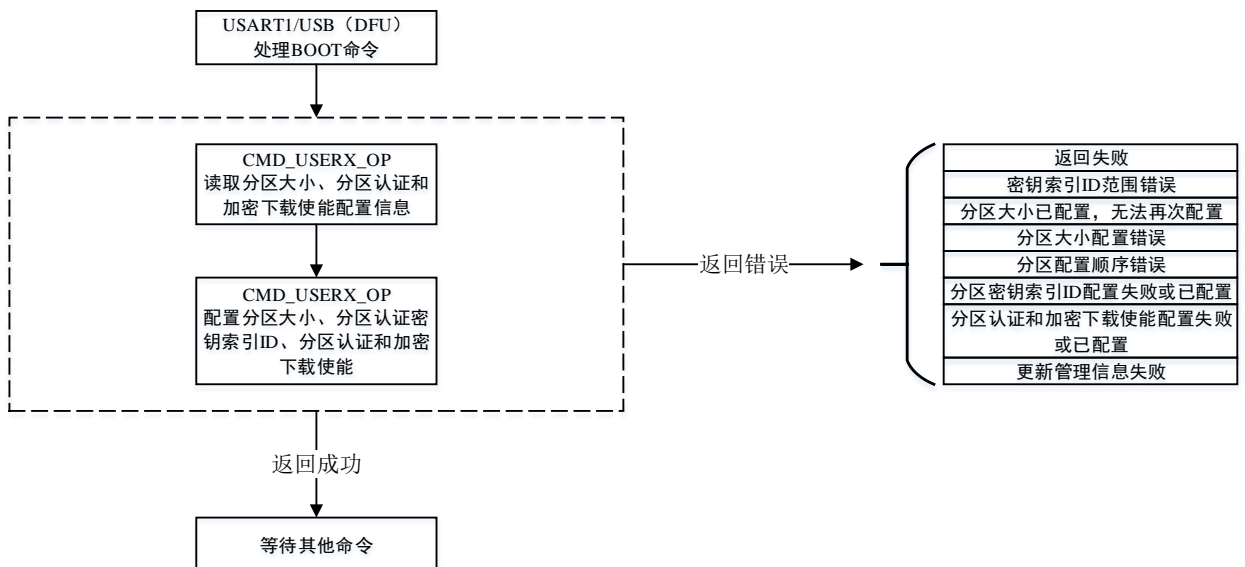 USART1/USB（DFU）
处理BOOT命令
CMD_USERX_OP
读取分区大小、分区认证和
加密下载使能配置信息
CMD_USERX_OP
配置分区大小、分区认证密
钥索引ID、分区认证和加密
下载使能
返回错误
返回失败
密钥索引ID范围错误
分区大小已配置，无法再次配置
分区大小配置错误
分区配置顺序错误
分区密钥索引ID配置失败或已配置
分区认证和加密下载使能配置失败
或已配置
更新管理信息失败
返回成功
等待其他命令